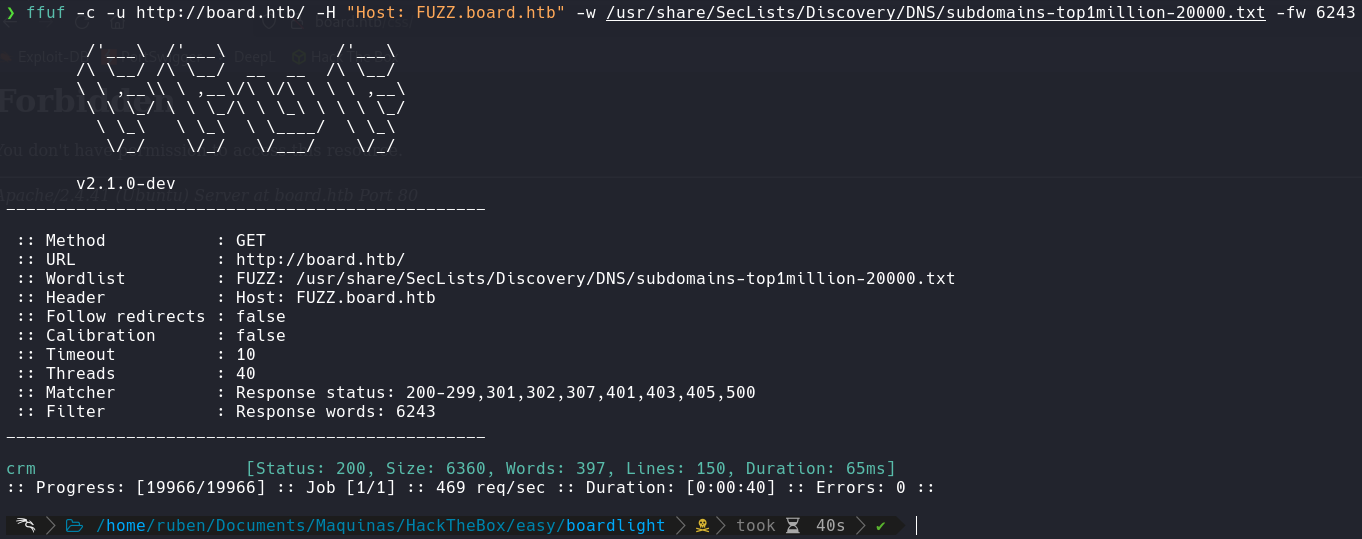 ❯ ffuf -c -u http://board.htb/ -H "Host: FUZZ.board.htb" -w /usr/share/SecLists/Discovery/DNS/subdomains-top1million-20000.txt -fw 6243
        /'___\  /'___\           /'___\
       /\ \__/ /\ \__/  __  __  /\ \__/
       \ \ ,__\\ \ ,__\/\ \/\ \ \ \ ,__\
        \ \ \_/ \ \ \_/\ \ \_\ \ \ \ \_/
         \ \_\   \ \_\  \ \____/  \ \_\
          \/_/    \/_/   \/___/    \/_/
v2.1.0-dev
________________________________________________
:: Method : GET
:: URL : http://board.htb/
:: Wordlist : FUZZ: /usr/share/SecLists/Discovery/DNS/subdomains-top1million-20000.txt
:: Header : Host: FUZZ.board.htb
:: Follow redirects : false
:: Calibration : false
:: Timeout : 10
:: Threads : 40
:: Matcher : Response status: 200-299,301,302,307,401,403,405,500
:: Filter : Response words: 6243
________________________________________________
crm [Status: 200, Size: 6360, Words: 397, Lines: 150, Duration: 65ms]
:: Progress: [19966/19966] :: Job [1/1] :: 469 req/sec :: Duration: [0:00:40] :: Errors: 0 ::
/home/ruben/Documents/Maquinas/HackTheBox/easy/boardlight took 40s ✔